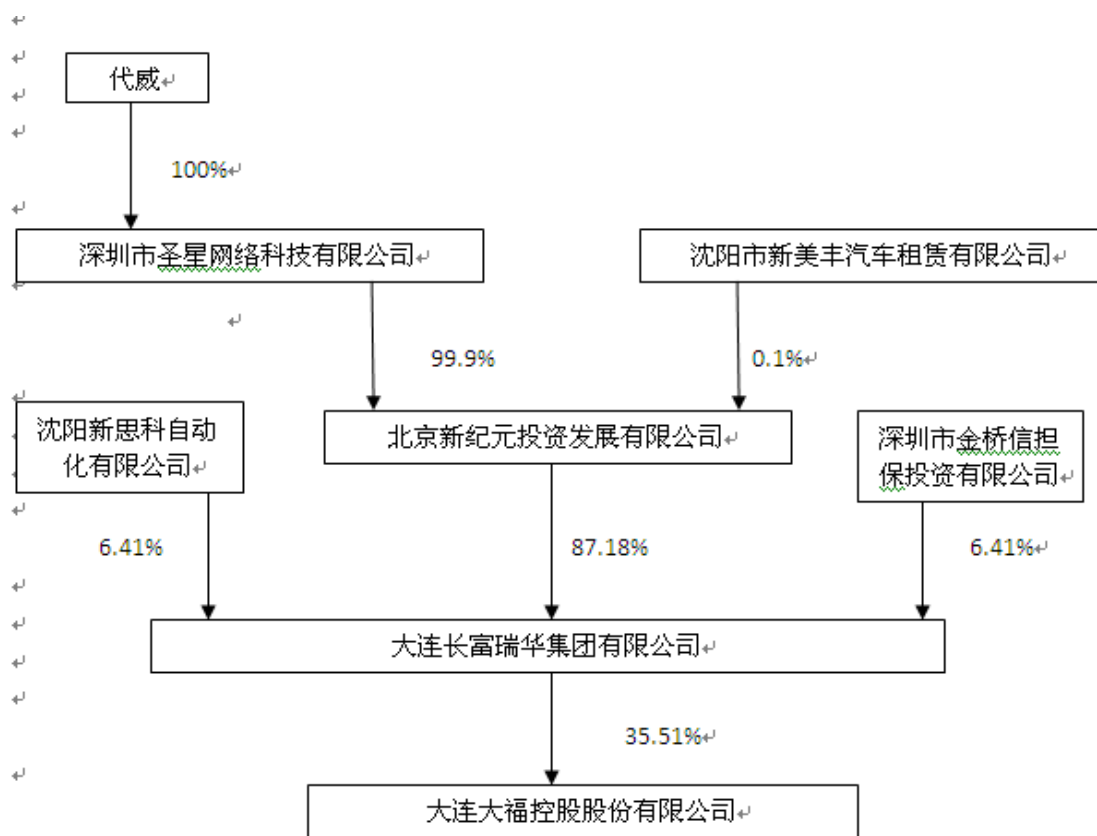 代威
100%
深圳市圣星网络科技有限公司
沈阳市新美丰汽车租赁有限公司
99.9%
0.1%
沈阳新思科自动
化有限公司
北京新纪元投资发展有限公司
深圳市金桥信担
保投资有限公司
6.41%
87.18%
6.41%
大连长富瑞华集团有限公司
35.51%
大连大福控股股份有限公司